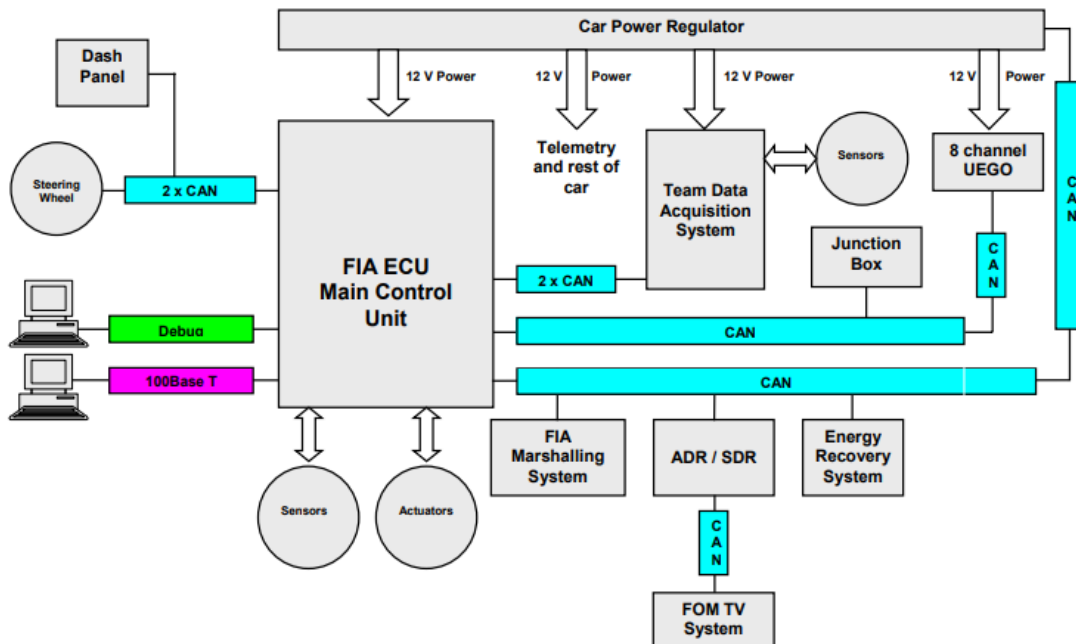 Car Power Regulator
Dash
Panel
12 V Power
12 V Power
12 V Power
12 V Power
Steering
Wheel
2 x CAN
FIA ECU
Main Control
Unit
Telemetry
and rest of
car
Team Data
Acquisition
System
Sensors
8 channel
UEGO
C
A
N
Junction
Box
C
A
N
2 x CAN
Debug
CAN
100Base T
CAN
FIA
Marshalling
System
ADR / SDR
Energy
Recovery
System
Sensors
Actuators
C
A
N
FOM TV
System